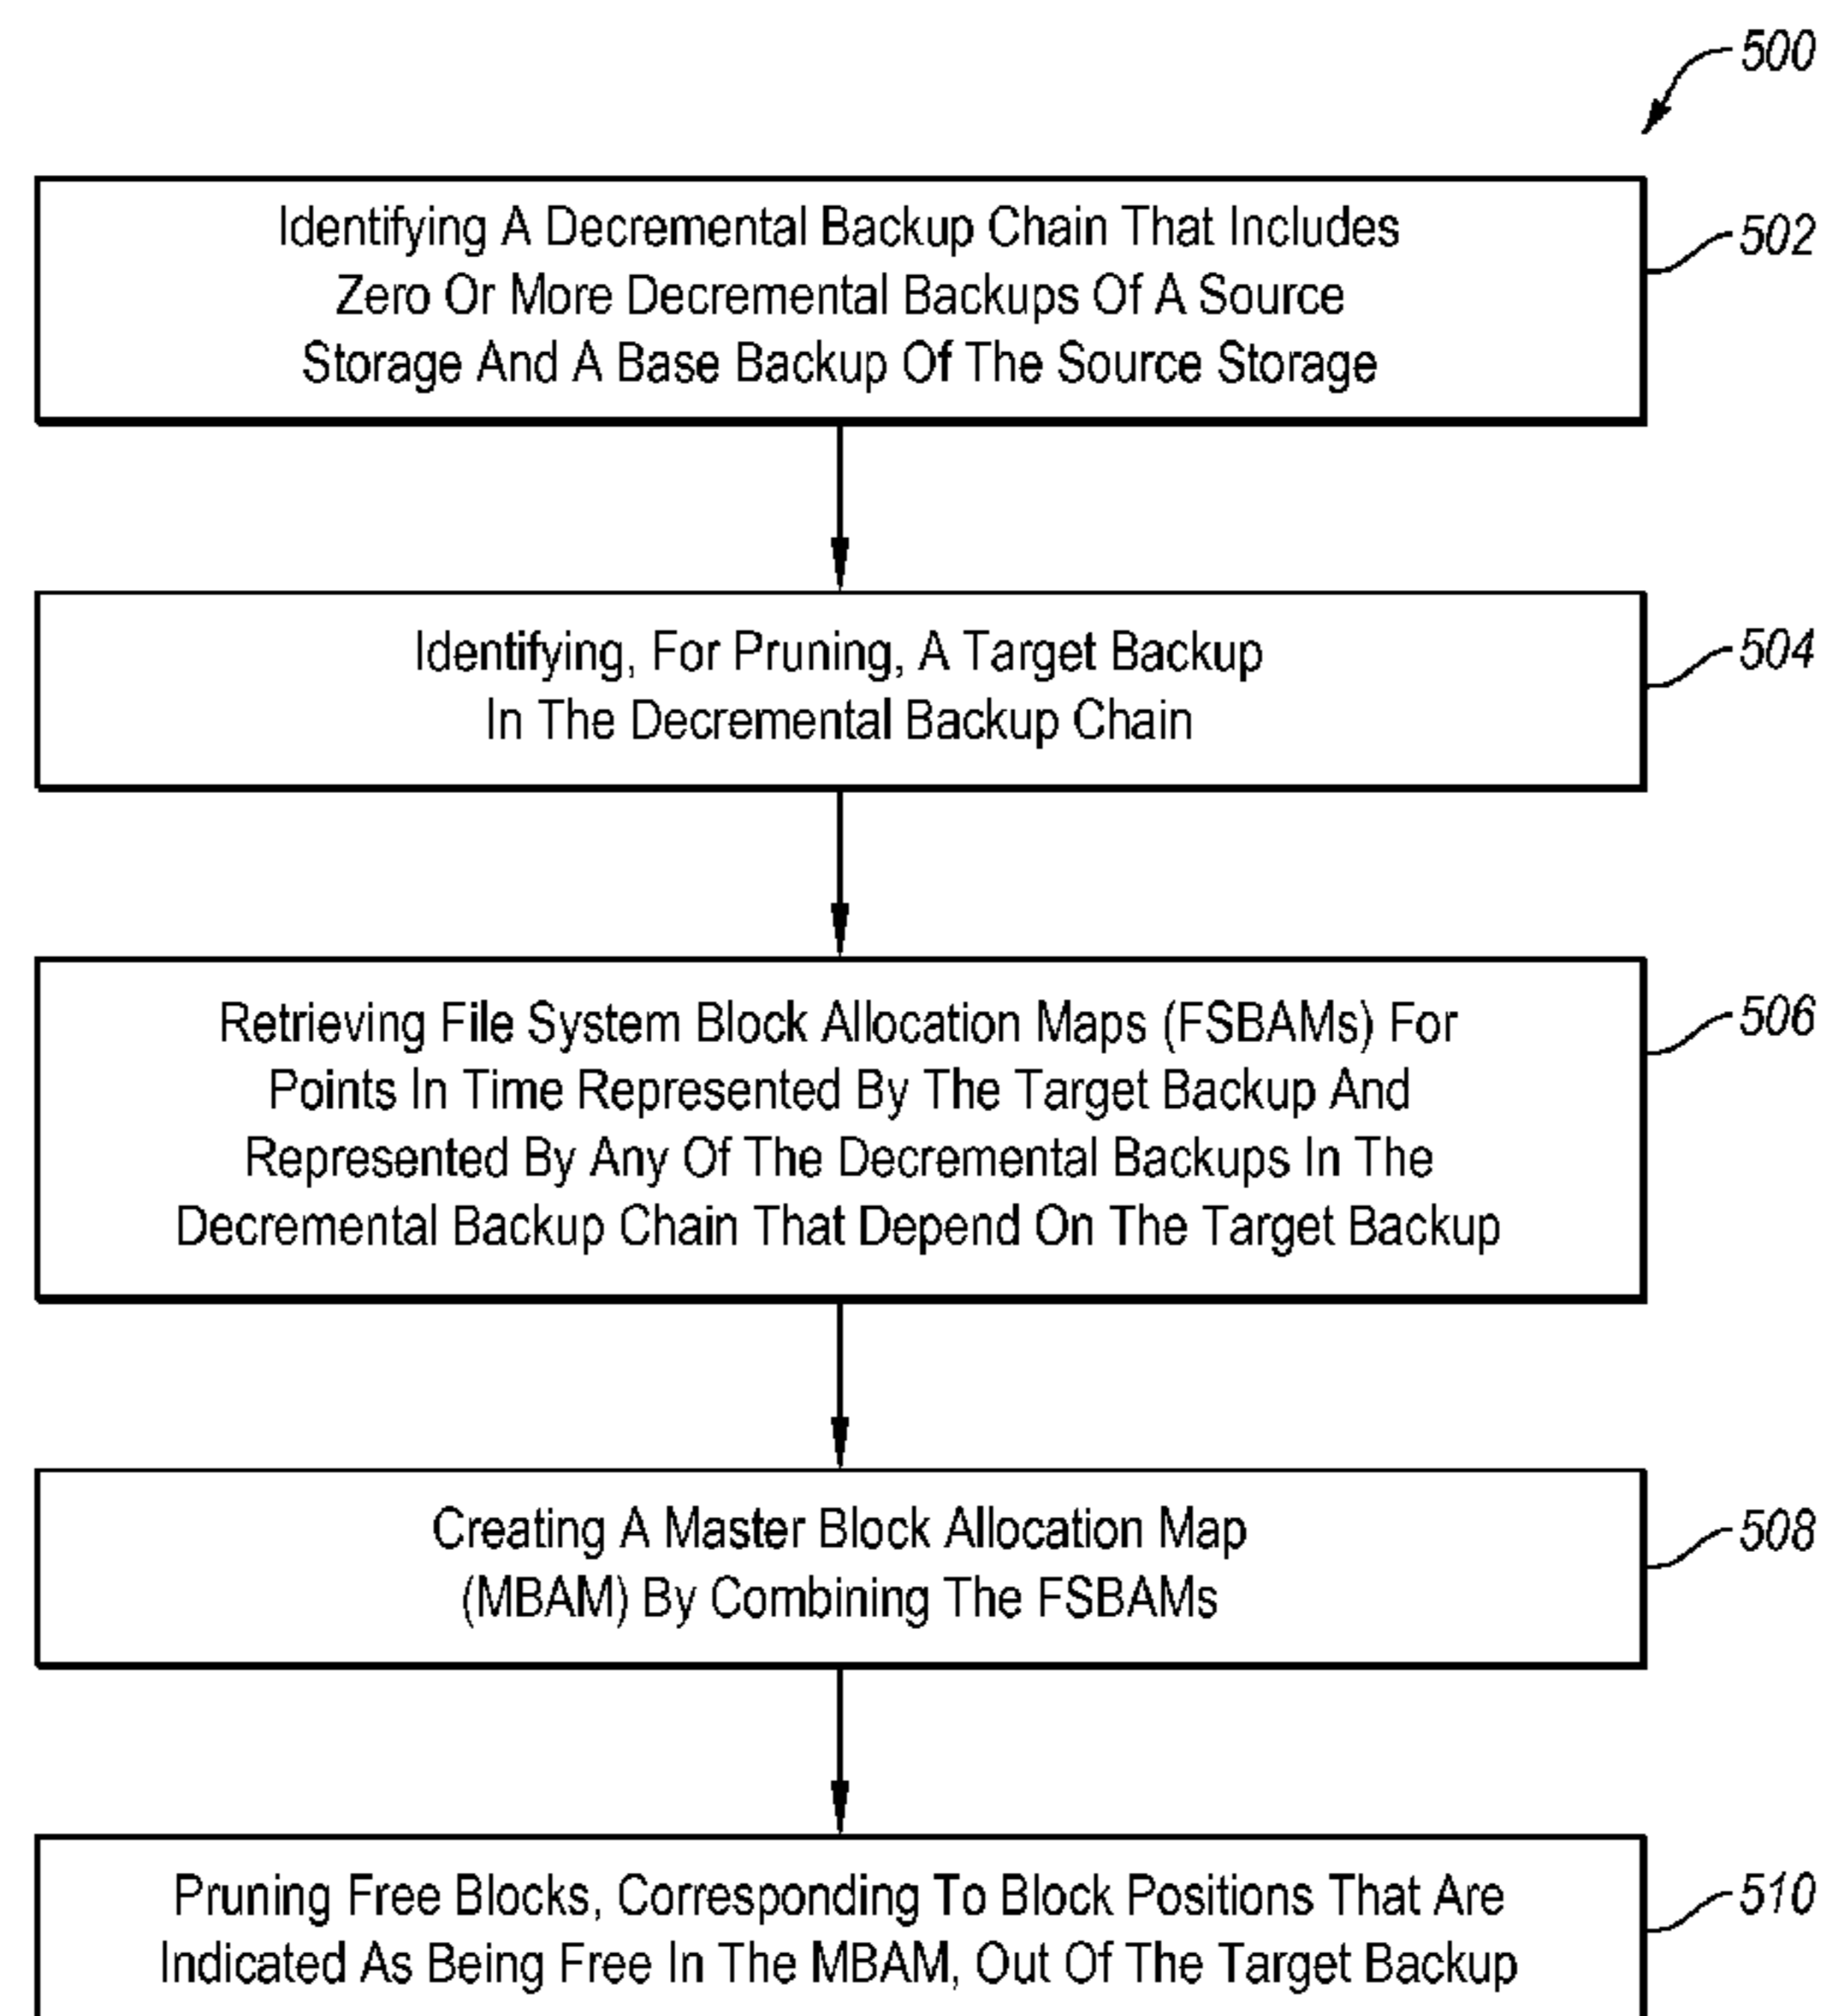 500
Identifying A Decremental Backup Chain That Includes
Zero Or More Decremental Backups Of A Source
Storage And A Base Backup Of The Source Storage
502
Identifying, For Pruning, A Target Backup
In The Decremental Backup Chain
504
Retrieving File System Block Allocation Maps (FSBAMs) For
Points In Time Represented By The Target Backup And
Represented By Any Of The Decremental Backups In The
Decremental Backup Chain That Depend On The Target Backup
506
Creating A Master Block Allocation Map
(MBAM) By Combining The FSBAMs
508
Pruning Free Blocks, Corresponding To Block Positions That Are
Indicated As Being Free In The MBAM, Out Of The Target Backup
510